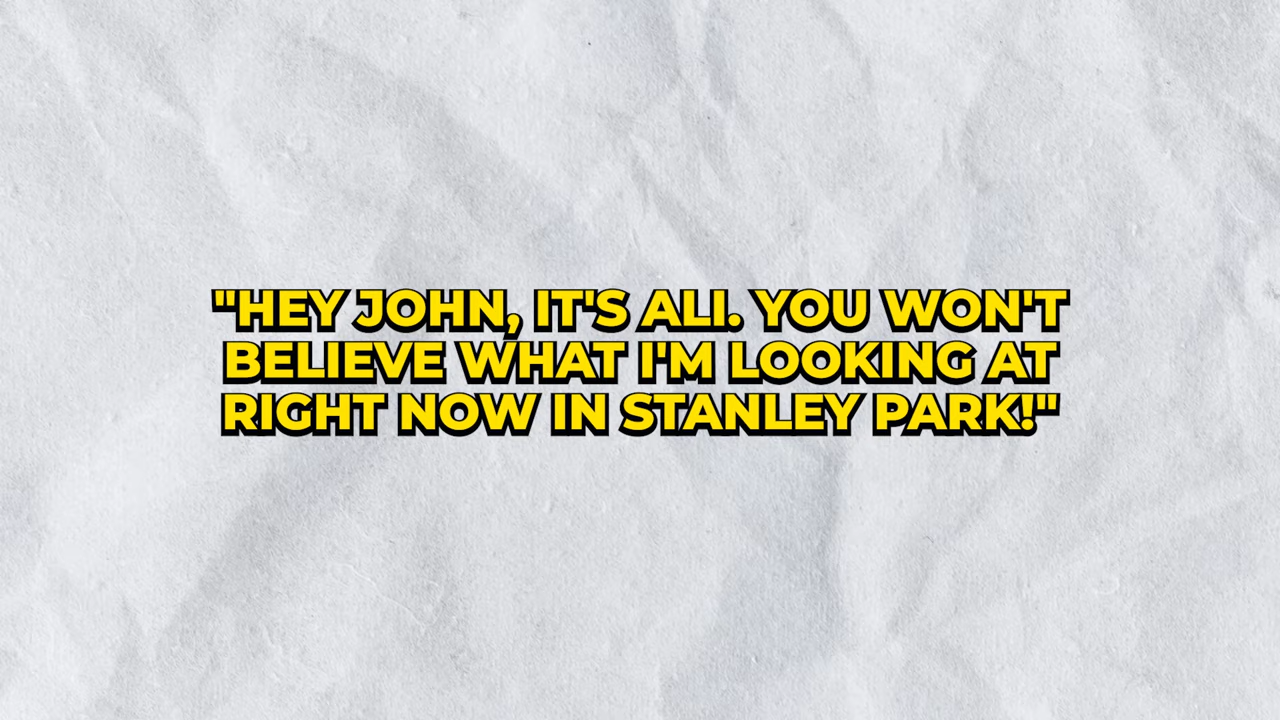 "HEY JOHN, IT'S ALI. YOU WON'T
BELIEVE WHAT I'M LOOKING AT
RIGHT NOW IN STANLEY PARK!"